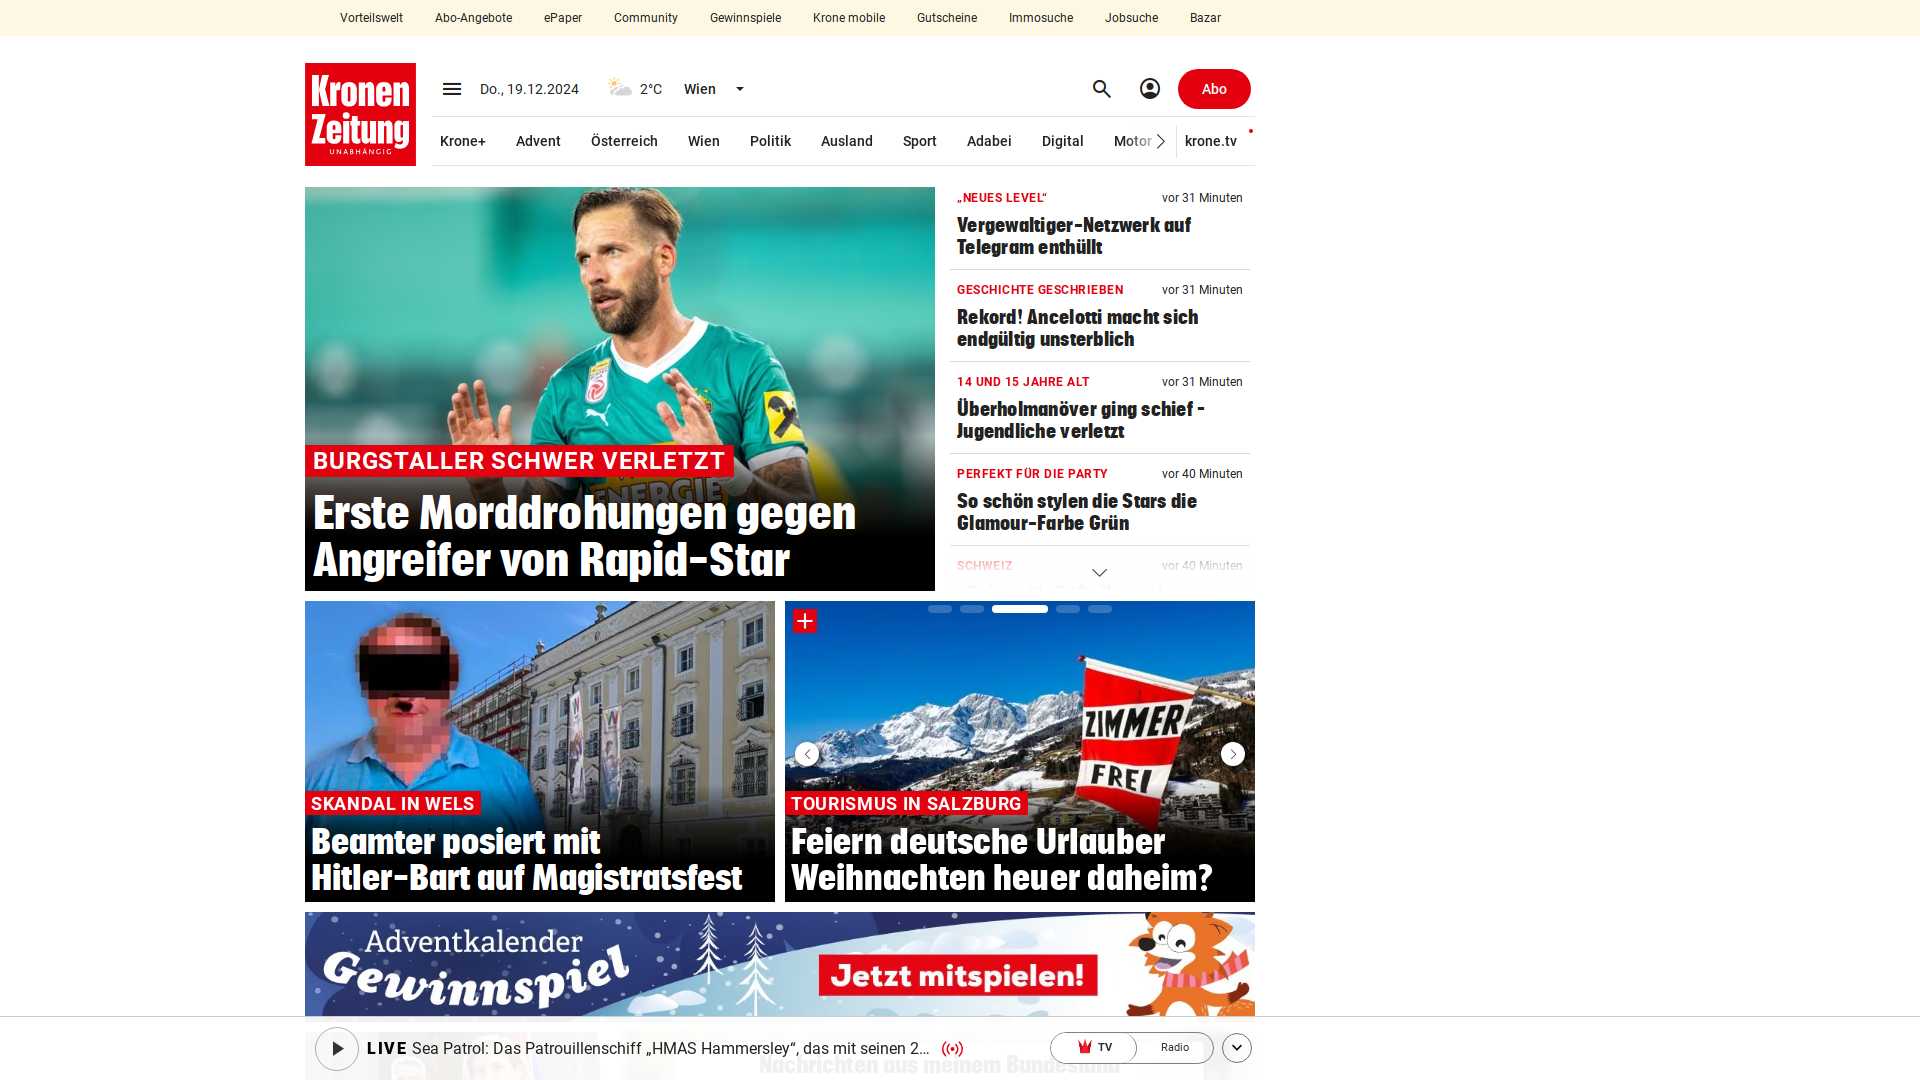 Vorteilswelt
Abo-Angebote
ePaper
Community
Gewinnspiele
Krone mobile
Gutscheine
Immosuche
Jobsuche
Bazar
Kronen
Zeitung
UNABHÄNGIG
Do., 19.12.2024
2°C
Wien
Abo
Krone+
Advent
Österreich
Wien
Politik
Ausland
Sport
Adabei
Digital
Motor
krone.tv
ENERGIE
BURGSTALLER SCHWER VERLETZT
Erste Morddrohungen gegen
Angreifer von Rapid-Star
„NEUES LEVEL“
vor 31 Minuten
Vergewaltiger-Netzwerk auf
Telegram enthüllt
GESCHICHTE GESCHRIEBEN
vor 31 Minuten
Rekord! Ancelotti macht sich
endgültig unsterblich
14 UND 15 JAHRE ALT
vor 31 Minuten
Überholmanöver ging schief -
Jugendliche verletzt
PERFEKT FÜR DIE PARTY
vor 40 Minuten
So schön stylen die Stars die
Glamour-Farbe Grün
SCHWEIZ
vor 40 Minuten
SKANDAL IN WELS
Beamter posiert mit
Hitler-Bart auf Magistratsfest
ZIMMER
FREI
TOURISMUS IN SALZBURG
Feiern deutsche Urlauber
Weihnachten heuer daheim?
Adventkalender
Gewinnspiel
Jetzt mitspielen!
LIVE Sea Patrol: Das Patrouillenschiff „HMAS Hammersley“, das mit seinen 2...
TV
Radio
Nachrichten aus meinem Bundesland